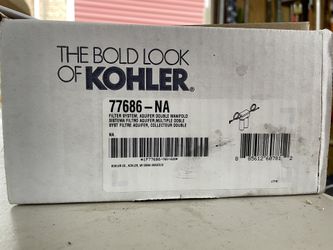 THE BOLD LOOK
OF KOHLER®
77686-NA
FILTER SYSTEM, AQUIFER DOUBLE MANIFOLD
SISTEMA FILTRO AQUIFER,MULTIPLE DOBLE
SYST FILTRE AQUIFER, COLLECTEUR DOUBLE
NA